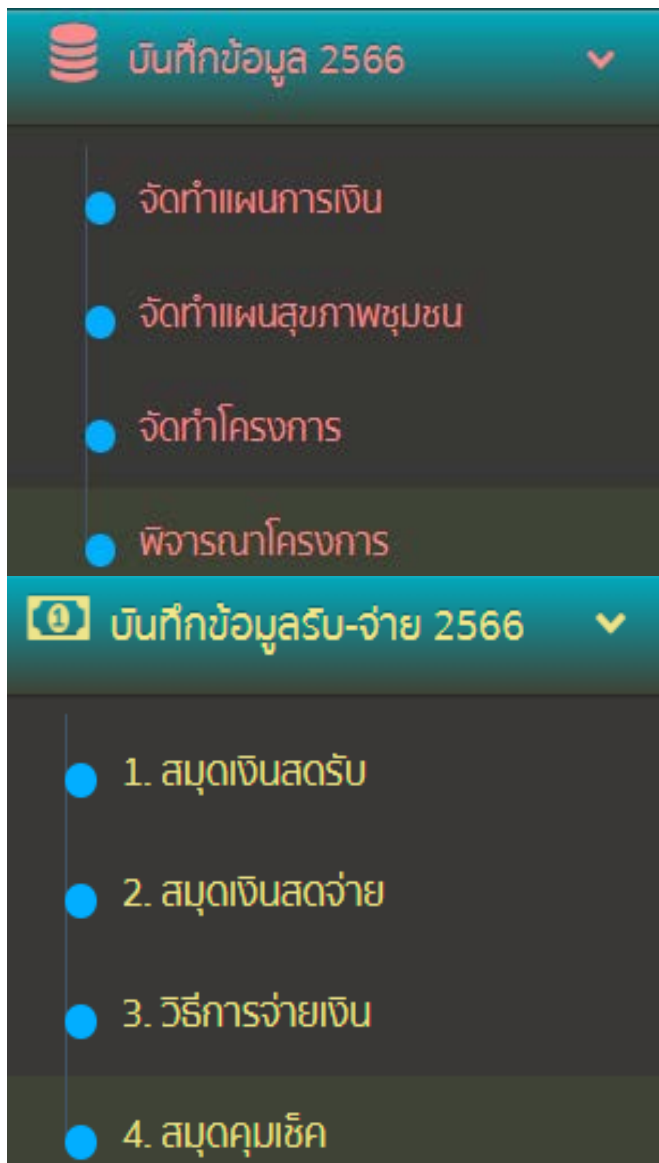 บันทึกข้อมูล 2566
จัดทำแผนการเงิน
จัดทำแผนสุขภาพชุมชน
จัดทำโครงการ
พิจารณาโครงการ
บันทึกข้อมูลรับ-จ่าย 2566
1. สมุดเงินสดรับ
2. สมุดเงินสดจ่าย
3. วิธีการจ่ายเงิน
4. สมุดคุมเช็ค